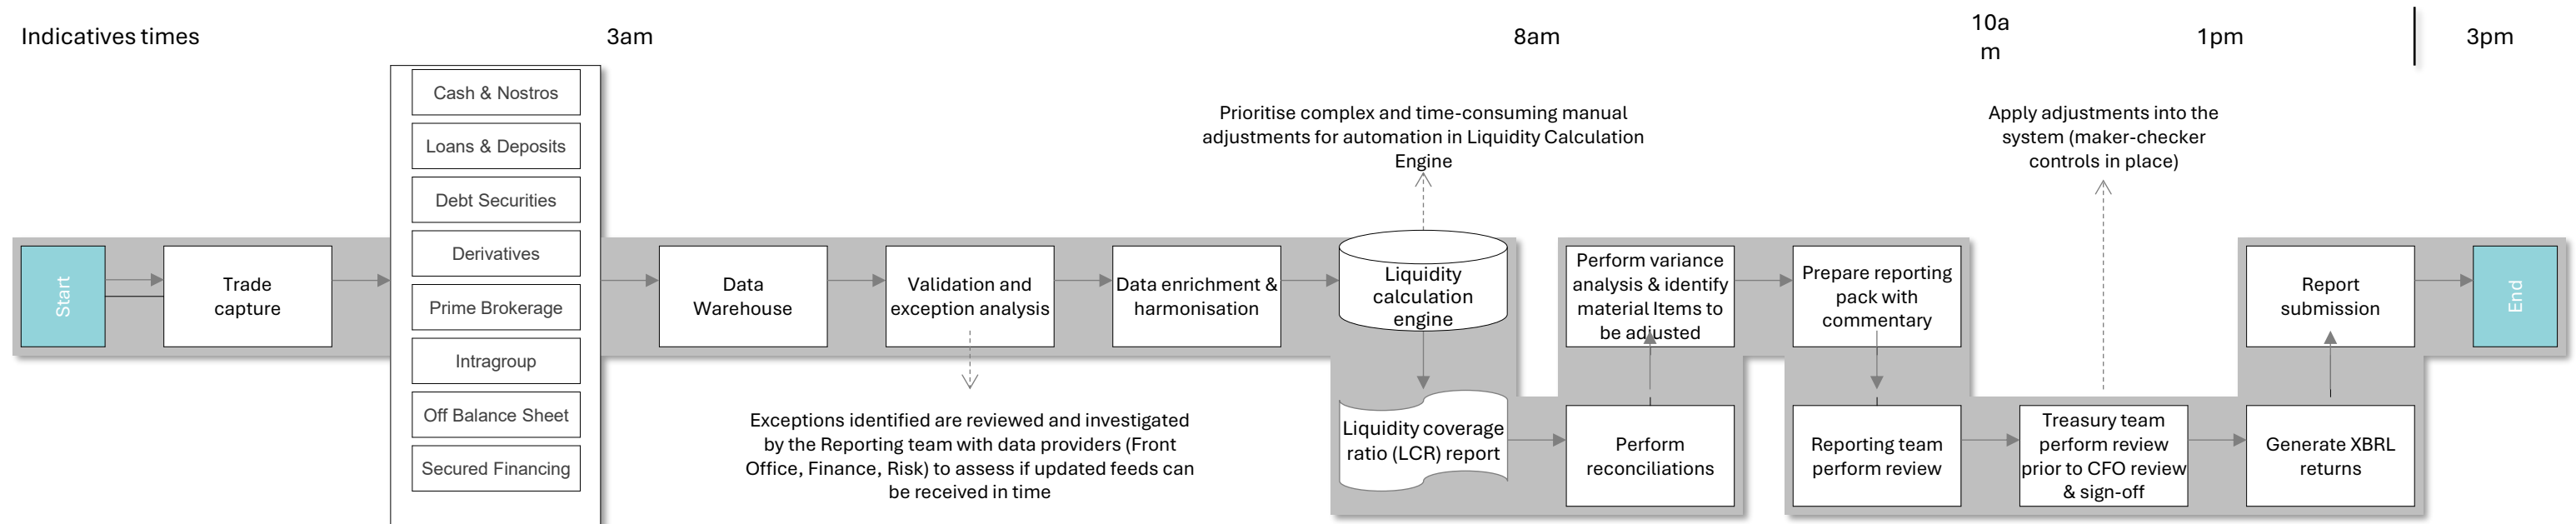 Indicatives times
3am
8am
10a
m
1pm
3pm
Start
Trade
capture
Cash & Nostros
Loans & Deposits
Debt Securities
Derivatives
Prime Brokerage
Intragroup
Off Balance Sheet
Secured Financing
Data
Warehouse
Validation and
exception analysis
Exceptions identified are reviewed and investigated
by the Reporting team with data providers (Front
Office, Finance, Risk) to assess if updated feeds can
be received in time
Data enrichment &
harmonisation
Prioritise complex and time-consuming manual
adjustments for automation in Liquidity Calculation
Engine
Liquidity
calculation
engine
Liquidity coverage
ratio (LCR) report
Perform
reconciliations
Perform variance
analysis & identify
material Items to
be adjusted
Prepare reporting
pack with
commentary
Reporting team
perform review
Apply adjustments into the
system (maker-checker
controls in place)
Treasury team
perform review
prior to CFO review
& sign-off
Generate XBRL
returns
Report
submission
End